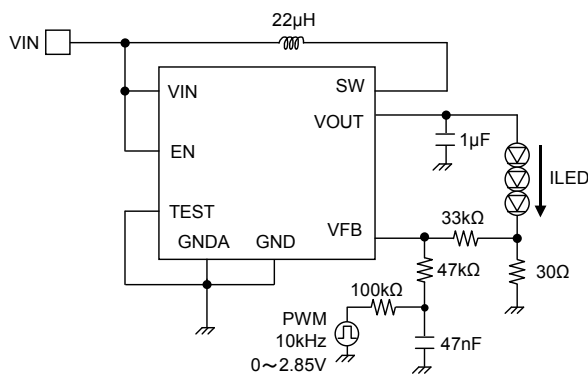 22μH
VIN
VIN
SW
VOUT
EN
1μF
ILED
TEST
VFB
33kΩ
GNDA
GND
47kΩ
30Ω
100kΩ
PWM
10kHz
0～2.85V
47nF